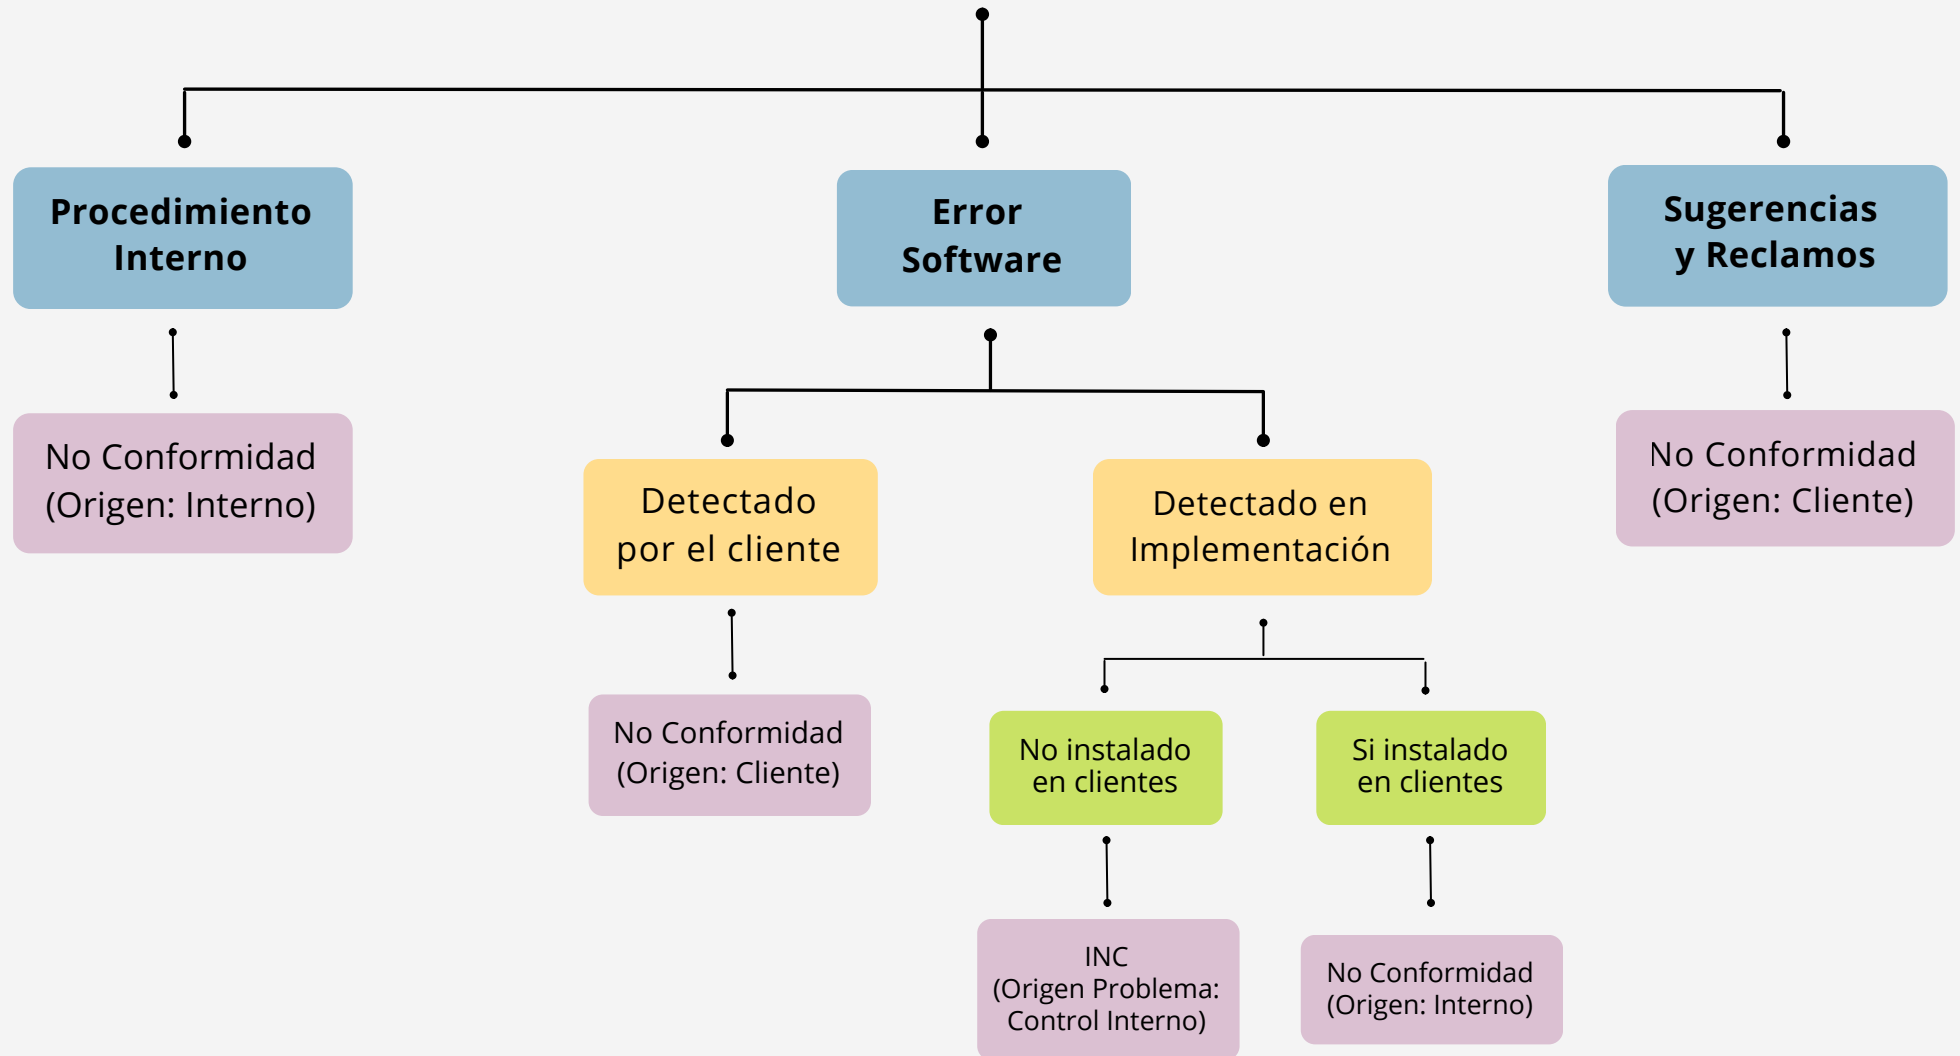 Procedimiento
Interno
Error
Software
Sugerencias
y Reclamos
No Conformidad
(Origen: Interno)
Detectado
por el cliente
Detectado en
Implementación
No Conformidad
(Origen: Cliente)
No Conformidad
(Origen: Cliente)
No instalado
en clientes
Si instalado
en clientes
INC
(Origen Problema:
Control Interno)
No Conformidad
(Origen: Interno)